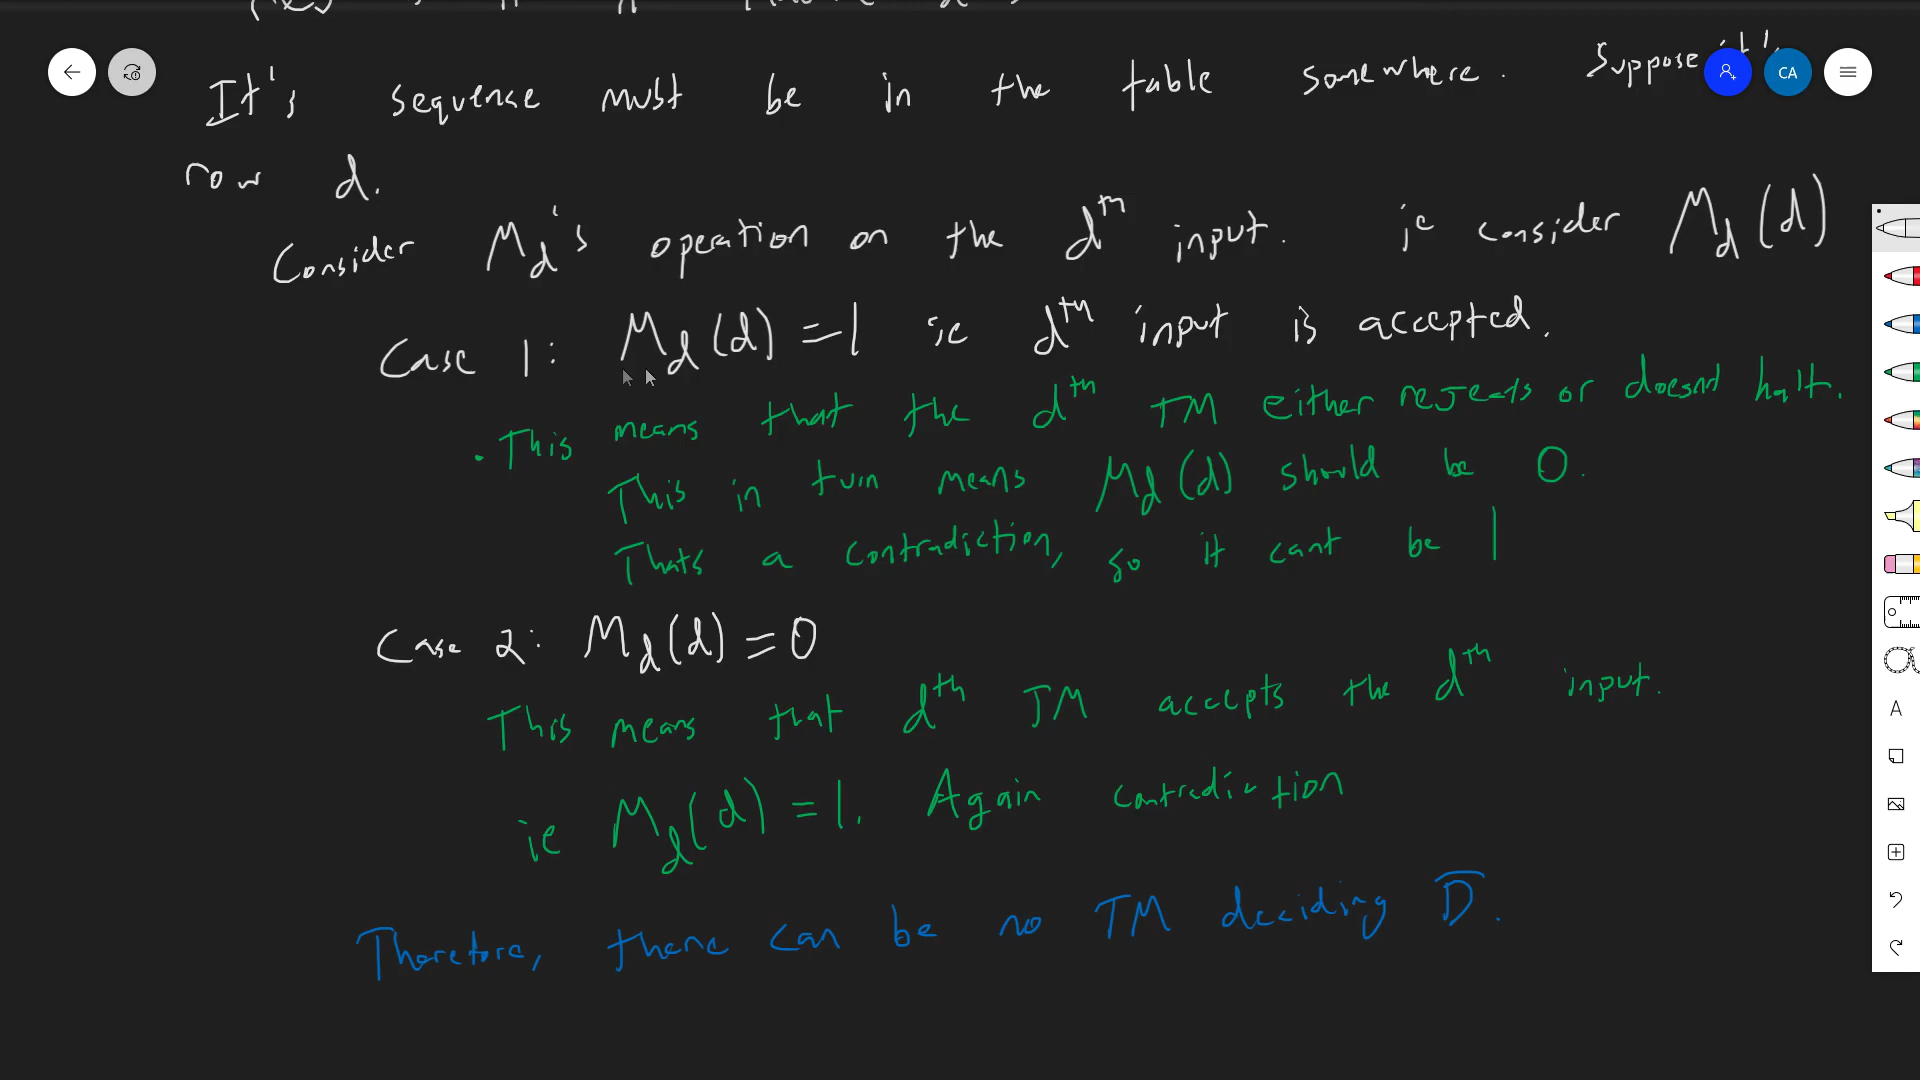 It's sequence must be in the table somewhere. Suppose it's
row d.
Consider M_d's operation on the d^th input. ie consider M_d(d)
CA
Case 1: M_d(d) = 1 ie d^th input is accepted.
. This means that the d^th TM either rejects or doesnt halt.
This in turn means M_d(d) should be 0.
Thats a contradiction, so it cant be 1
Case 2: M_d(d) = 0
This means that d^th TM accepts the d^th input.
ie M_d(d) = 1. Again contradiction
Therefore, there can be no TM deciding D̅.
A